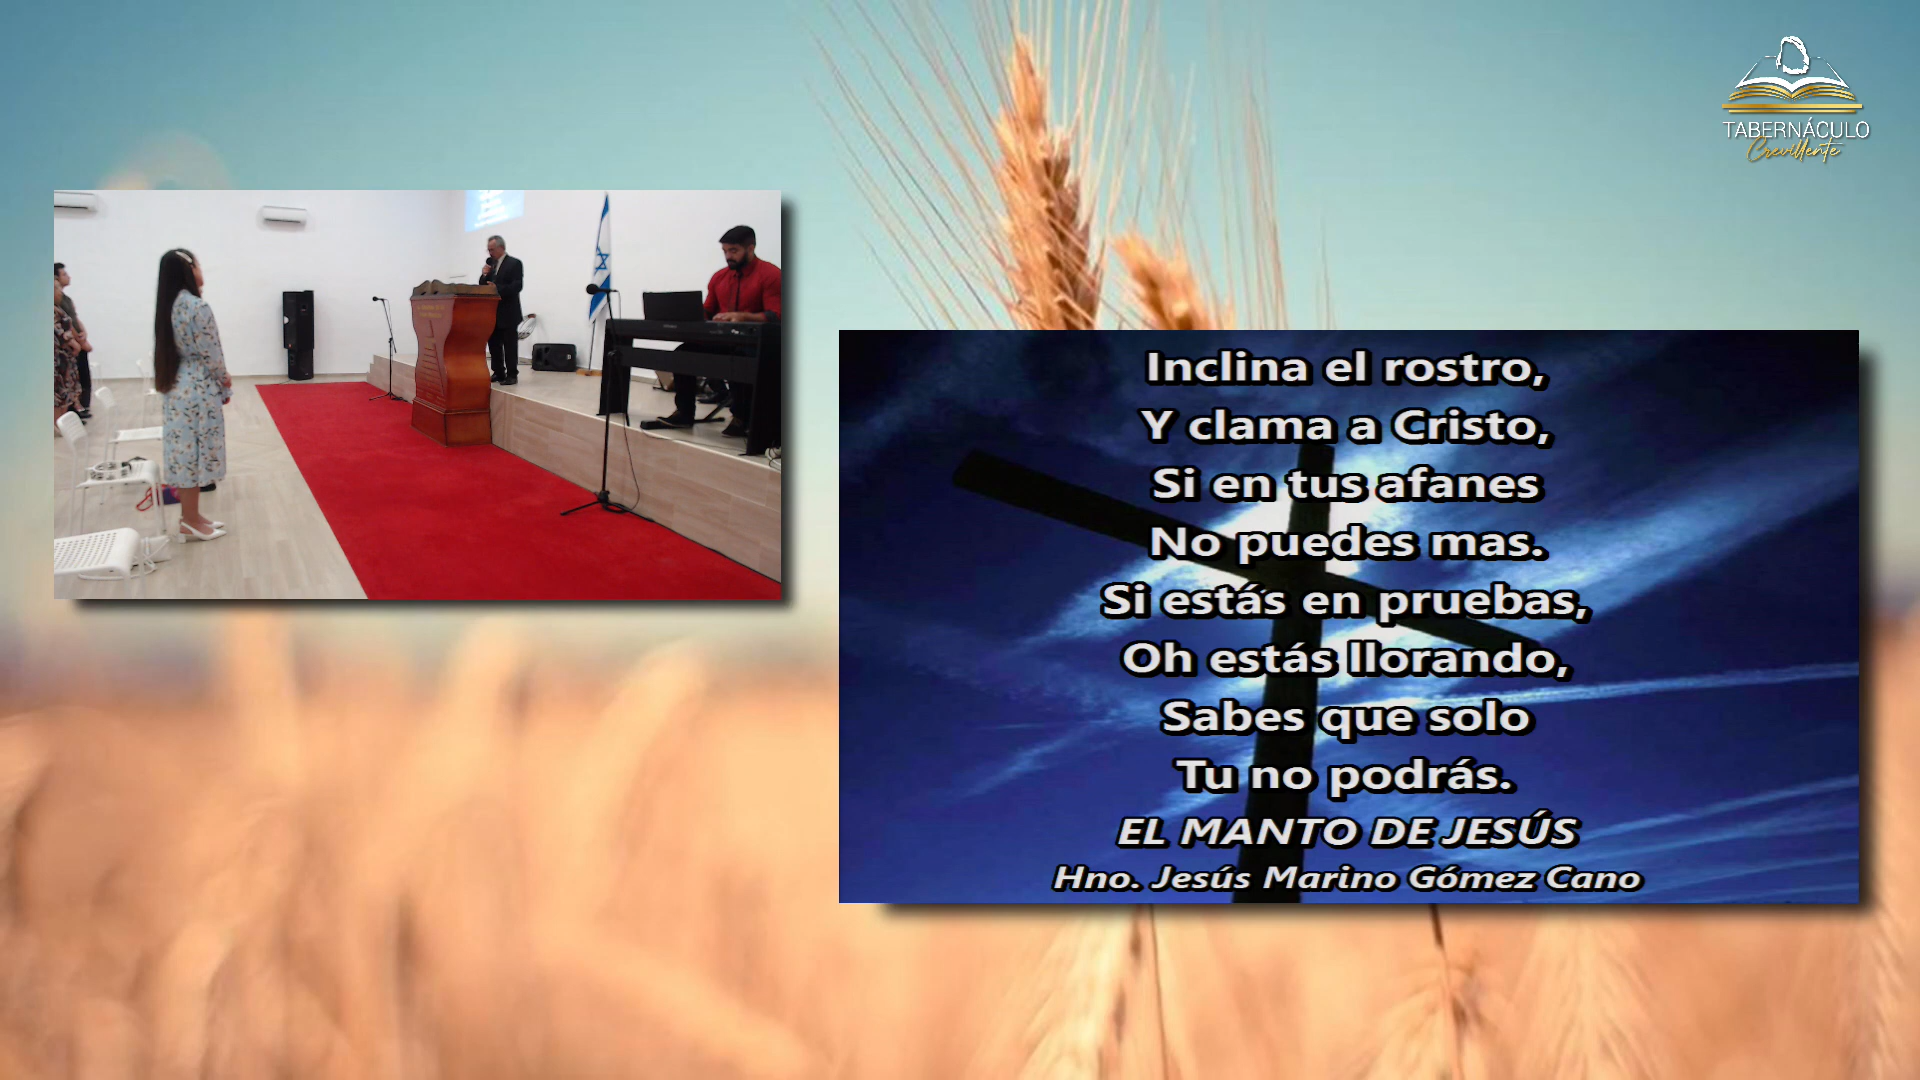 TABERNÁCULO
Crevillente
Inclina el rostro,
Y clama a Cristo,
Si en tus afanes
No puedes mas.
Si estás en pruebas,
Oh estás llorando,
Sabes que solo
Tu no podrás.
EL MANTO DE JESÚS
Hno. Jesús Marino Gómez Cano